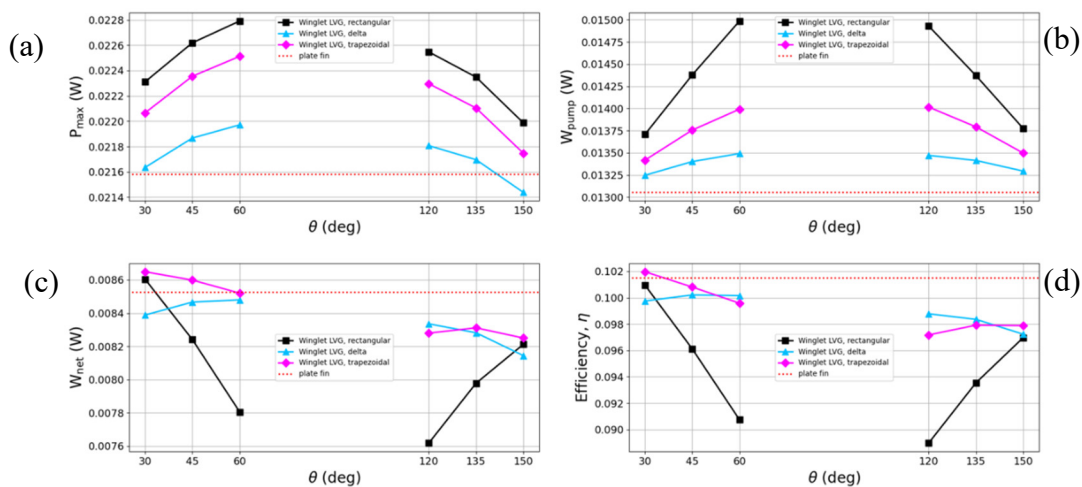 (a)
P_max (W)
0.0228
0.0226
0.0224
0.0222
0.0220
0.0218
0.0216
0.0214
Winglet LVG, rectangular
Winglet LVG, delta
Winglet LVG, trapezoidal
plate fin
30 45 60 120 135 150
θ (deg)
(b)
W_pump (W)
0.01500
0.01475
0.01450
0.01425
0.01400
0.01375
0.01350
0.01325
0.01300
Winglet LVG, rectangular
Winglet LVG, delta
Winglet LVG, trapezoidal
plate fin
30 45 60 120 135 150
θ (deg)
(c)
W_net (W)
0.0086
0.0084
0.0082
0.0080
0.0078
0.0076
Winglet LVG, rectangular
Winglet LVG, delta
Winglet LVG, trapezoidal
plate fin
30 45 60 120 135 150
θ (deg)
(d)
Efficiency, η
0.102
0.100
0.098
0.096
0.094
0.092
0.090
Winglet LVG, rectangular
Winglet LVG, delta
Winglet LVG, trapezoidal
plate fin
30 45 60 120 135 150
θ (deg)